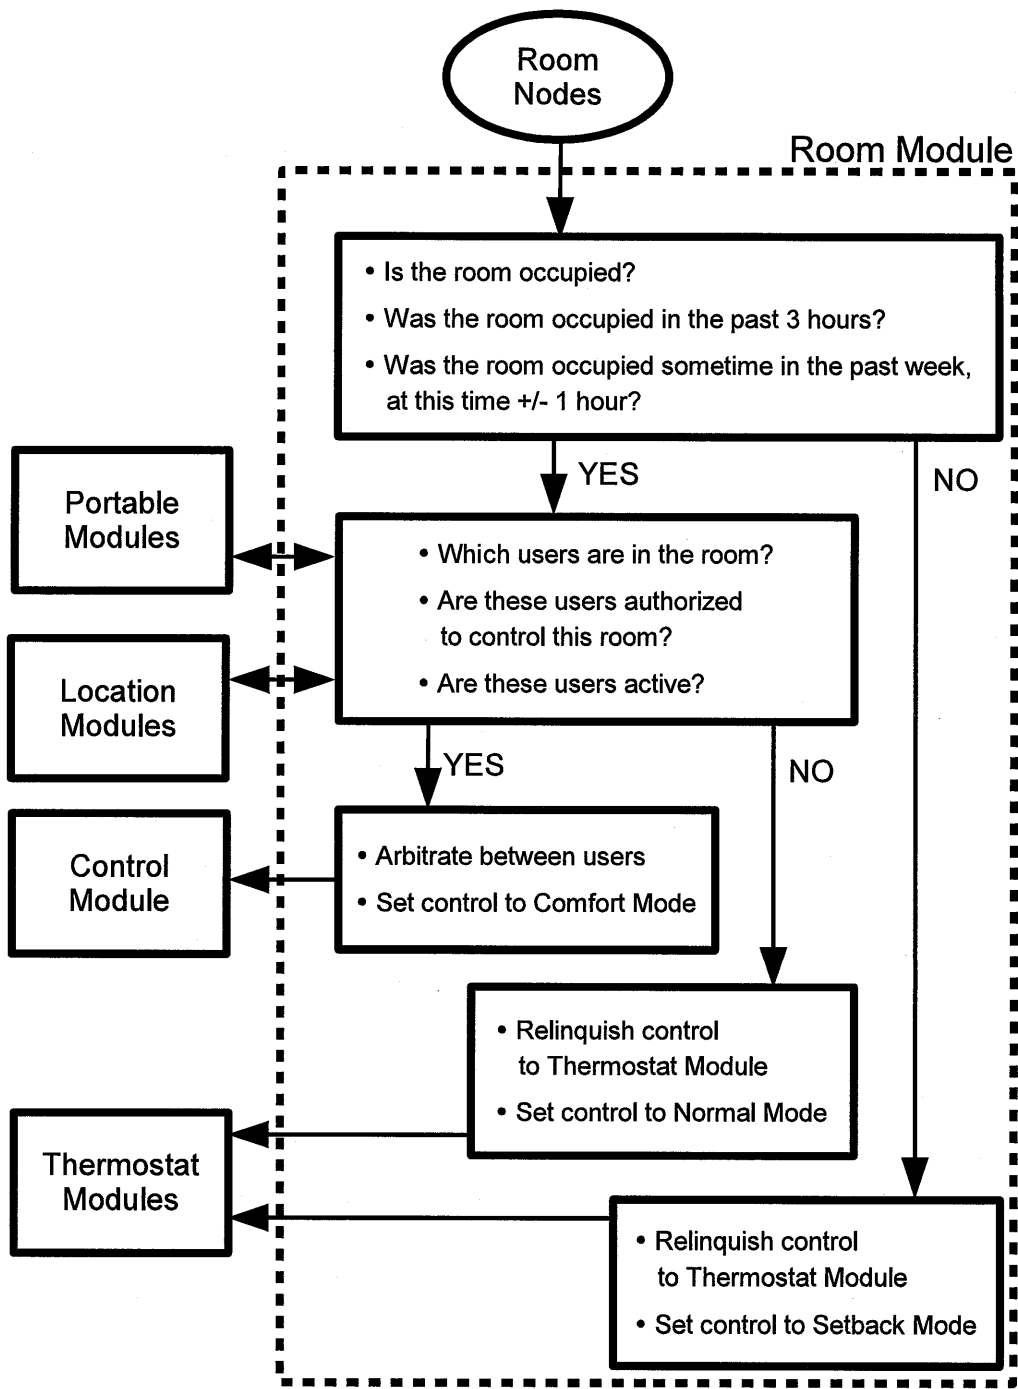 Room
Nodes
Room Module
• Is the room occupied?
• Was the room occupied in the past 3 hours?
• Was the room occupied sometime in the past week,
at this time +/- 1 hour?
YES
NO
Portable
Modules
• Which users are in the room?
• Are these users authorized
to control this room?
• Are these users active?
Location
Modules
YES
NO
Control
Module
• Arbitrate between users
• Set control to Comfort Mode
• Relinquish control
to Thermostat Module
• Set control to Normal Mode
Thermostat
Modules
• Relinquish control
to Thermostat Module
• Set control to Setback Mode